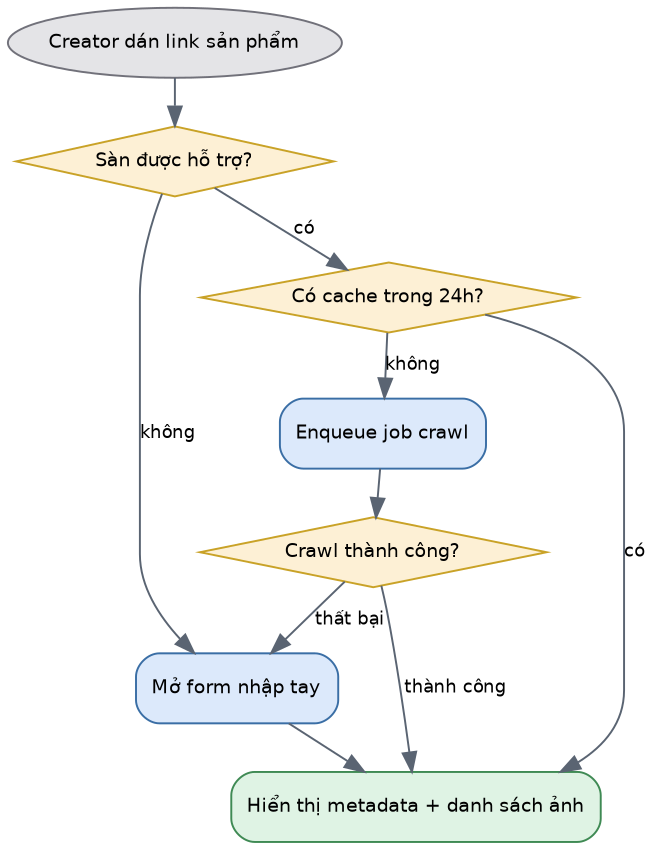 Creator dán link sản phẩm
Sàn được hỗ trợ?
có
Có cache trong 24h?
không
không
Enqueue job crawl
Crawl thành công?
có
thất bại
Mở form nhập tay
thành công
Hiển thị metadata + danh sách ảnh